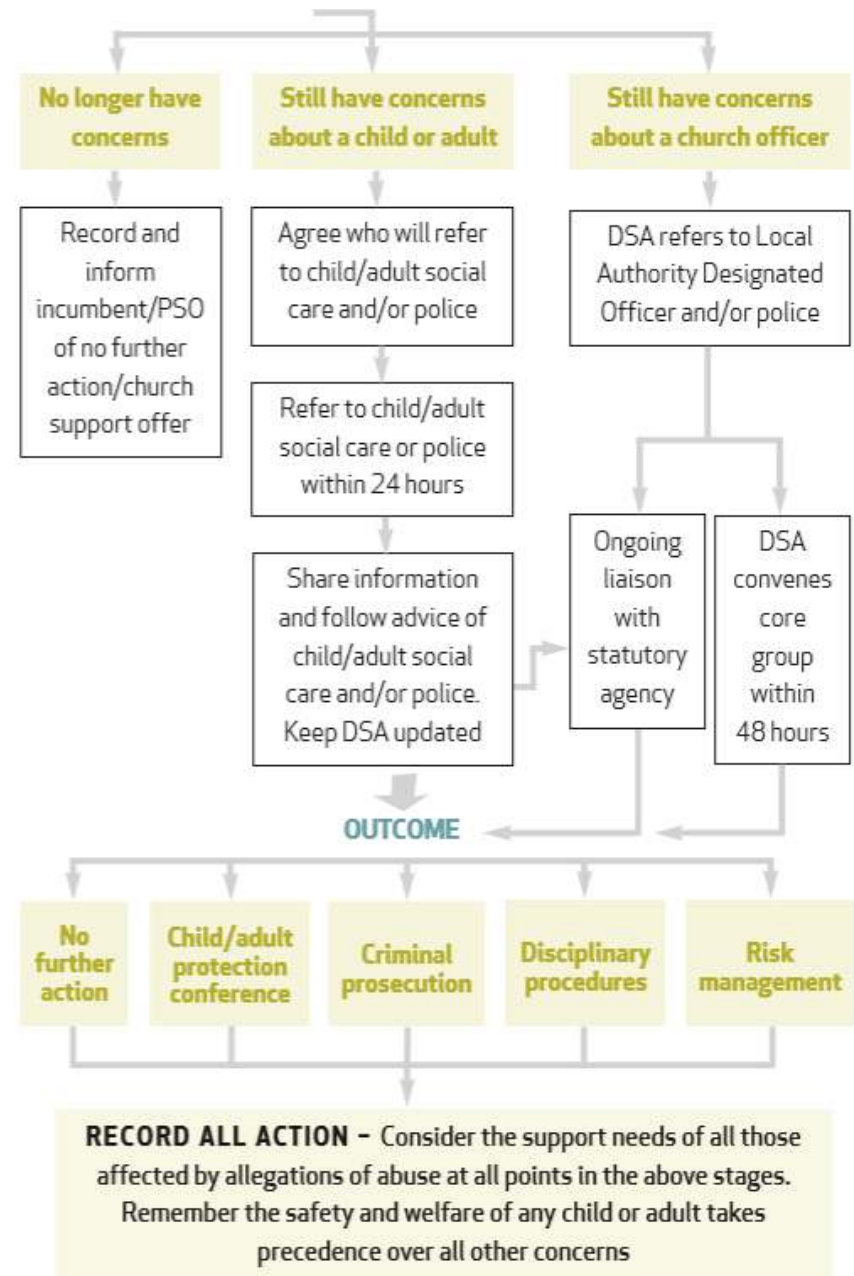 No longer have
concerns
Still have concerns
about a child or adult
Still have concerns
about a church officer
Record and
inform
incumbent/PSO
of no further
action/church
support offer
Agree who will refer
to child/adult social
care and/or police
DSA refers to Local
Authority Designated
Officer and/or police
Refer to child/adult
social care or police
within 24 hours
Share information
and follow advice of
child/adult social
care and/or police.
Keep DSA updated
Ongoing
liaison
with
statutory
agency
DSA
convenes
core
group
within
48 hours
OUTCOME
No
further
action
Child/adult
protection
conference
Criminal
prosecution
Disciplinary
procedures
Risk
management
RECORD ALL ACTION – Consider the support needs of all those
affected by allegations of abuse at all points in the above stages.
Remember the safety and welfare of any child or adult takes
precedence over all other concerns